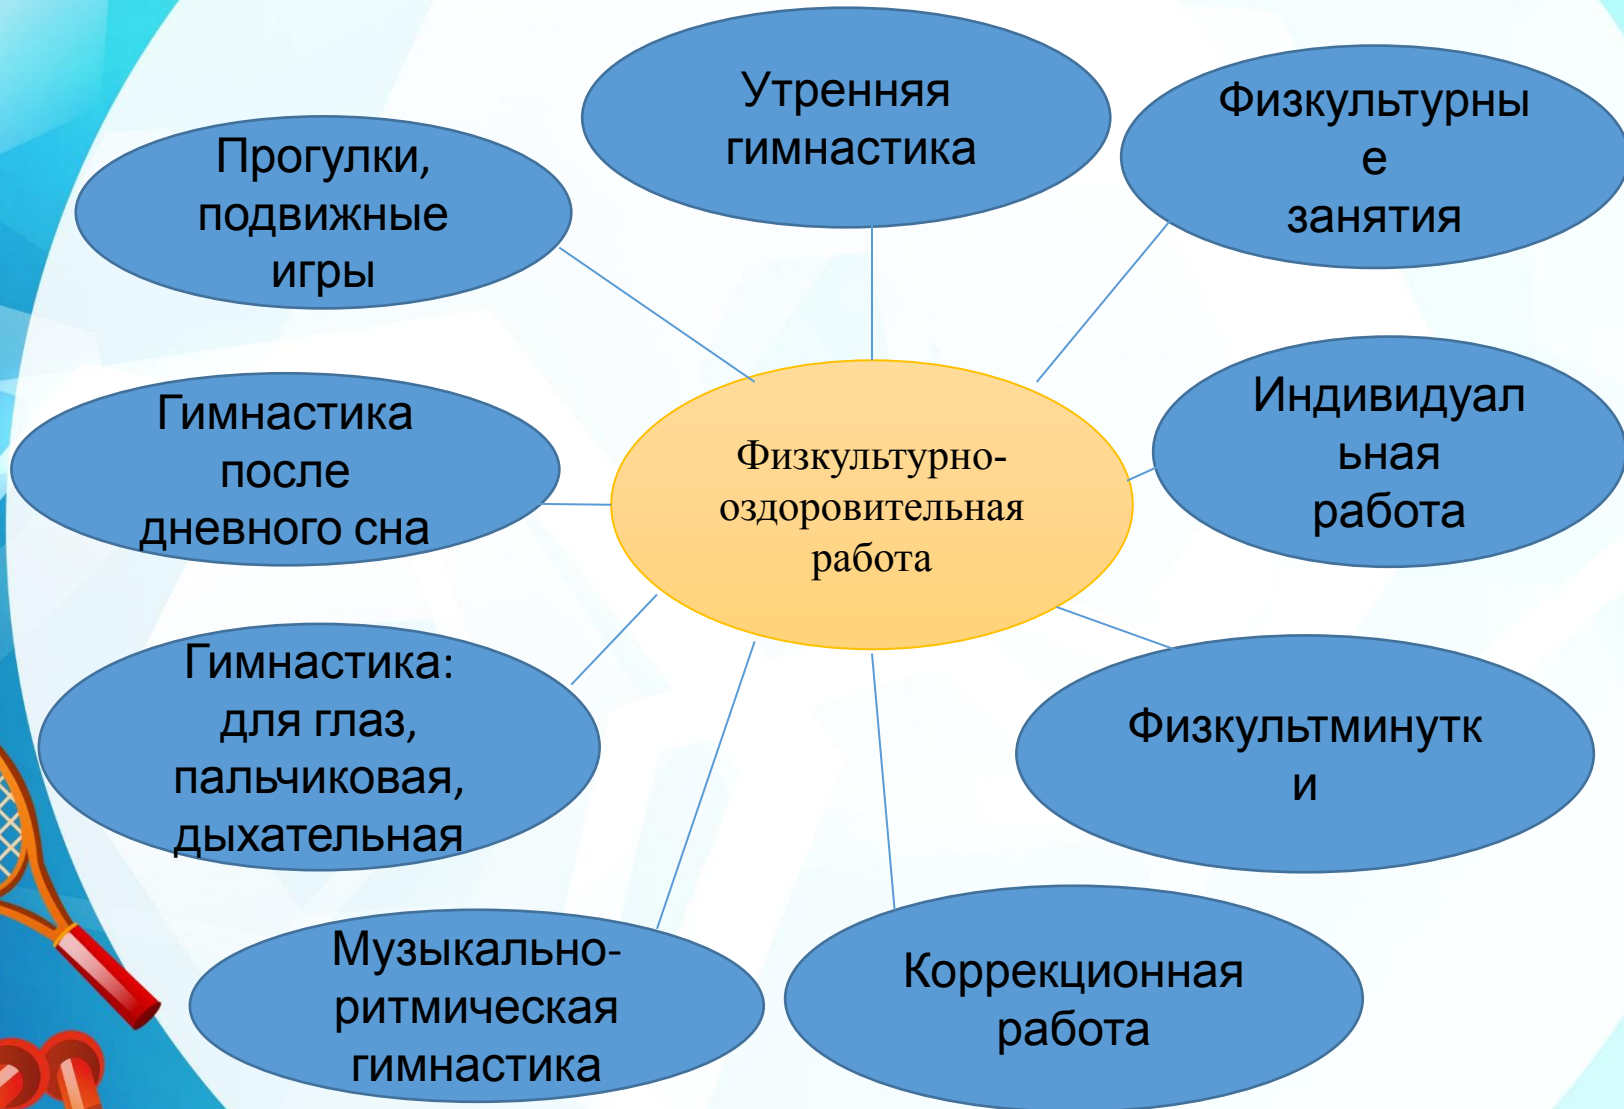 Утренняя
гимнастика
Физкультурны
е
занятия
Прогулки,
подвижные
игры
Индивидуал
ьная
работа
Гимнастика
после
дневного сна
Физкультурно-
оздоровительная
работа
Гимнастика:
для глаз,
пальчиковая,
дыхательная
Физкультминутк
и
Музыкально-
ритмическая
гимнастика
Коррекционная
работа